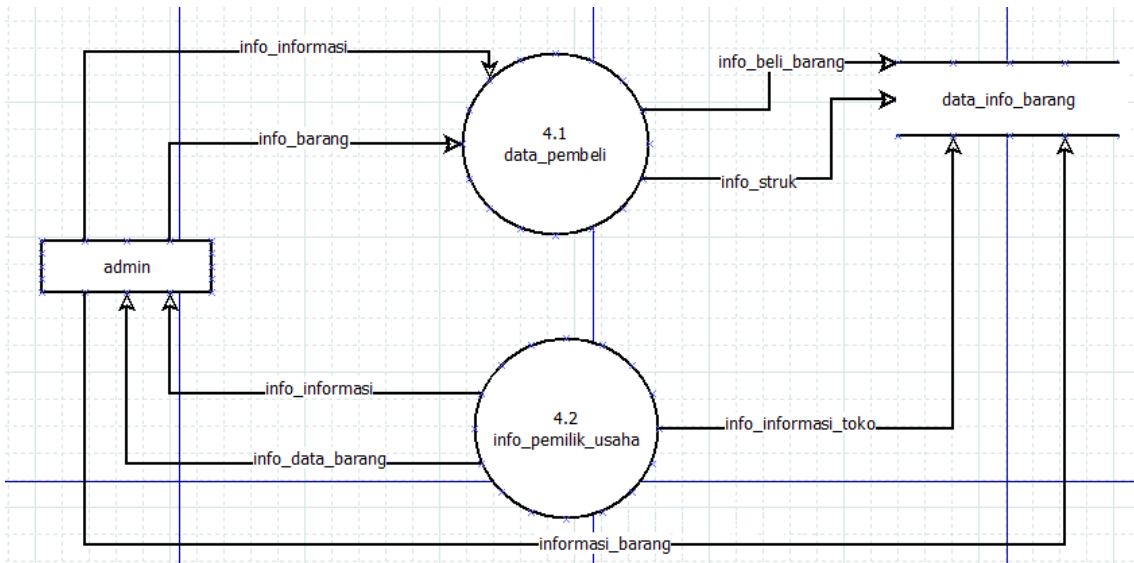 info_informasi
info_beli_barang
data_info_barang
info_barang
4.1
data_pembeli
info_struk
admin
info_informasi
4.2
info_pemilik_usaha
info_informasi_toko
info_data_barang
informasi_barang